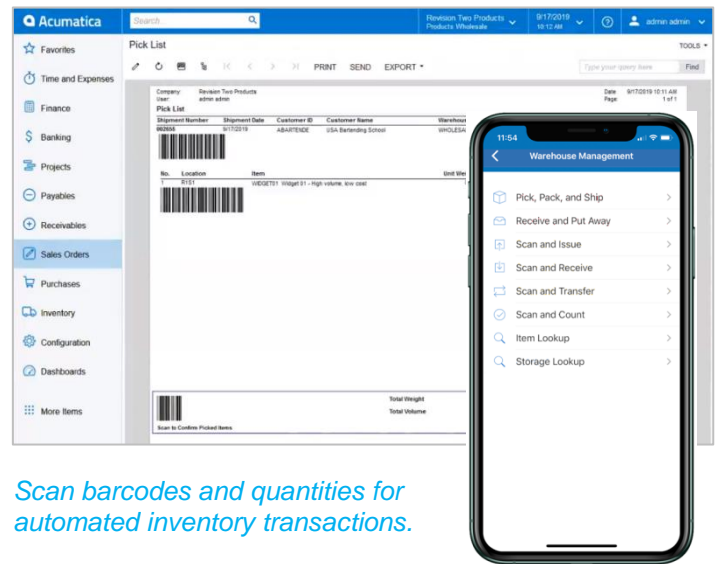 Acumatica
Search
Revision Two Products
Products Wholesale
9/17/2019
10:12 AM
admin admin
Favorites
Time and Expenses
Finance
Banking
Projects
Payables
Receivables
Sales Orders
Purchases
Inventory
Configuration
Dashboards
More Items
Pick List
TOOLS
PRINT SEND EXPORT
Type your query here
Find
Company Revision Two Products
User: admin admin
Date 9/17/2019 10:11 AM
Page: 1 of 1
Pick List
Shipment Number Shipment Date Customer ID Customer Name Warehous
002655 9/17/2019 ABARTENDE USA Bartending School WHOLESAL
No. Location Item Unit Wei
1 R1S1 WIDGET01 Widget 01 - High volume, low cost
Total Weight
Total Volume
Scan to Confirm Picked Items
11:54
Warehouse Management
Pick, Pack, and Ship
Receive and Put Away
Scan and Issue
Scan and Receive
Scan and Transfer
Scan and Count
Item Lookup
Storage Lookup
Scan barcodes and quantities for
automated inventory transactions.